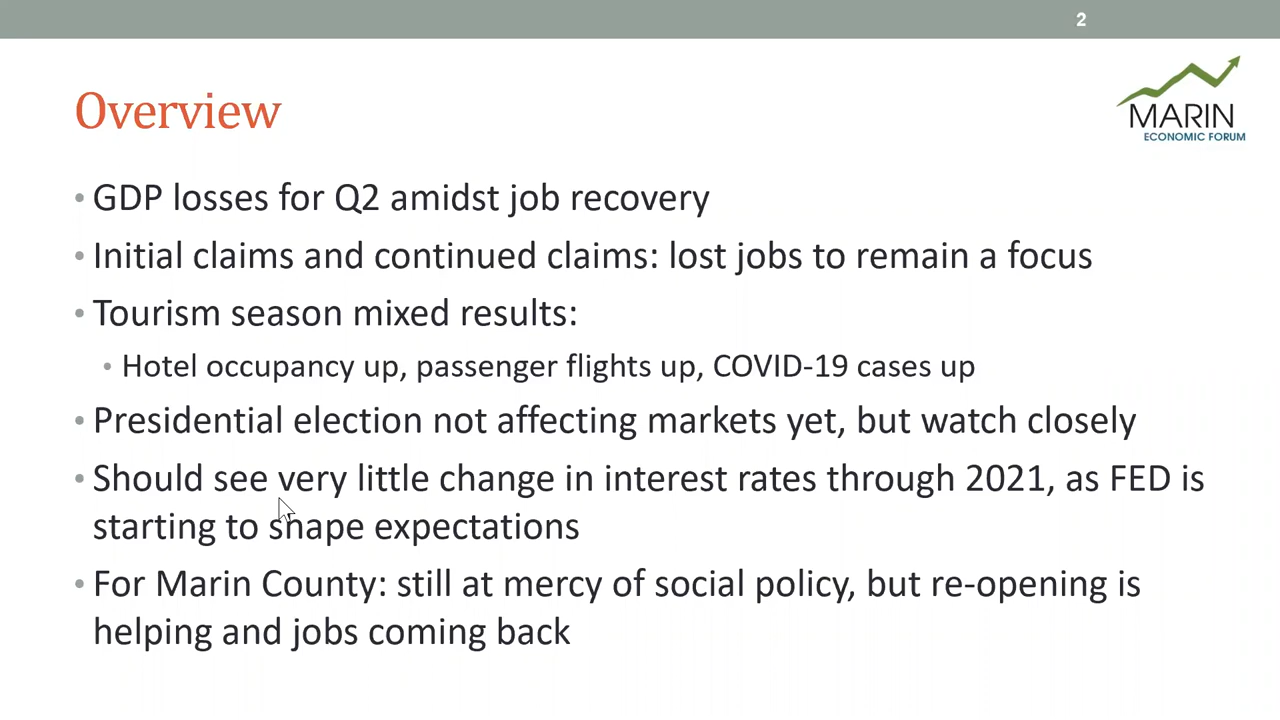 2
MARIN
ECONOMIC FORUM
Overview
• GDP losses for Q2 amidst job recovery
• Initial claims and continued claims: lost jobs to remain a focus
• Tourism season mixed results:
• Hotel occupancy up, passenger flights up, COVID-19 cases up
• Presidential election not affecting markets yet, but watch closely
• Should see very little change in interest rates through 2021, as FED is
starting to shape expectations
• For Marin County: still at mercy of social policy, but re-opening is
helping and jobs coming back